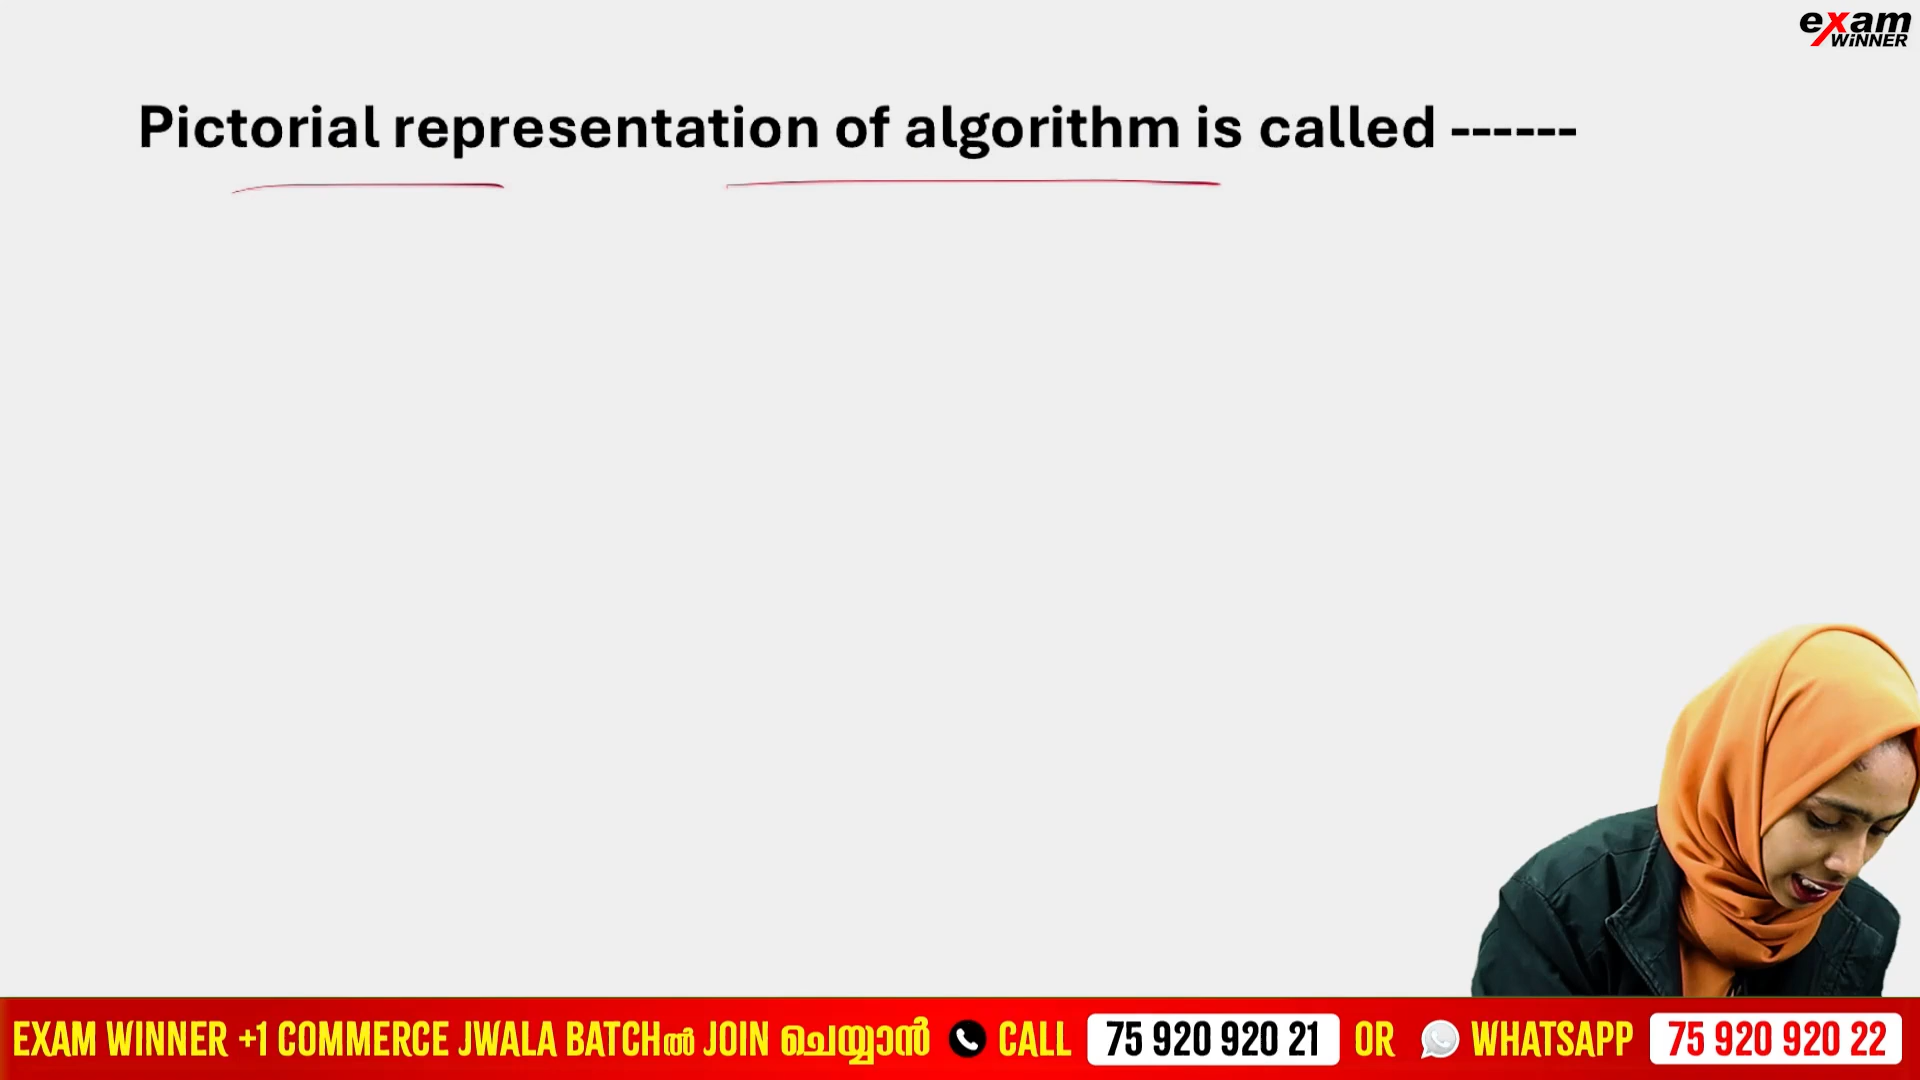 exam
WiNNER
Pictorial representation of algorithm is called ------
EXAM WINNER +1 COMMERCE JWALA BATCHൽ JOIN ചെയ്യാൻ CALL 75 920 920 21 OR WHATSAPP 75 920 920 22